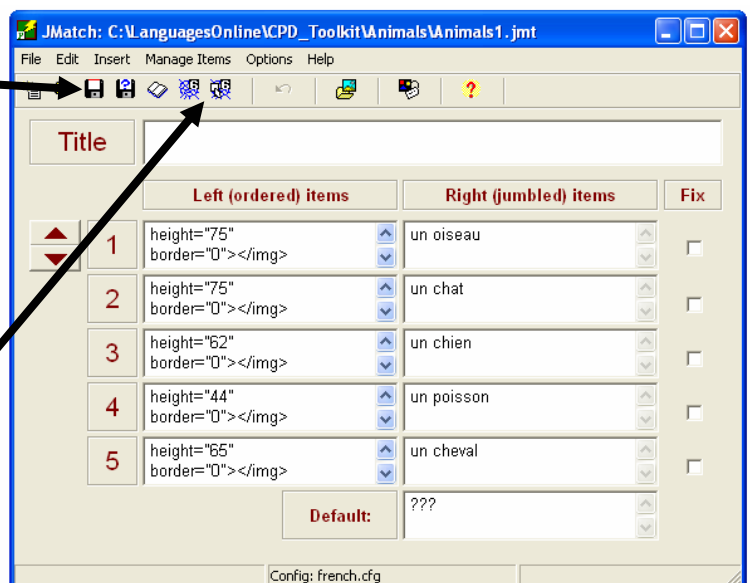 JMatch: C:\LanguagesOnline\CPD_Toolkit\Animals\Animals1.jmt
File Edit Insert Manage Items Options Help
Title
Left (ordered) items Right (jumbled) items Fix
1 height="75" un oiseau
border="0"></img>
2 height="75" un chat
border="0"></img>
3 height="62" un chien
border="0"></img>
4 height="44" un poisson
border="0"></img>
5 height="65" un cheval
border="0"></img>
Default: ???
Config: french.cfg